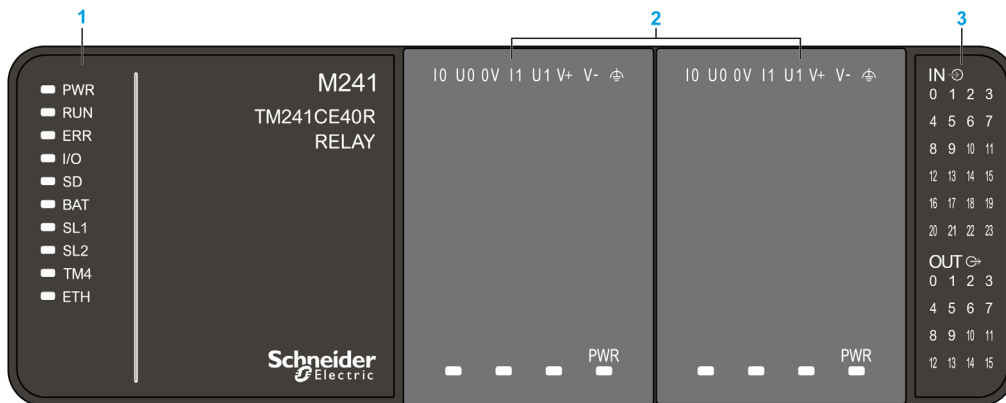 1
2
3
PWR
RUN
ERR
I/O
SD
BAT
SL1
SL2
TM4
ETH
M241
TM241CE40R
RELAY
Schneider
Electric
I0 U0 0V I1 U1 V+ V-
PWR
I0 U0 0V I1 U1 V+ V-
PWR
IN
0 1 2 3
4 5 6 7
8 9 10 11
12 13 14 15
16 17 18 19
20 21 22 23
OUT
0 1 2 3
4 5 6 7
8 9 10 11
12 13 14 15